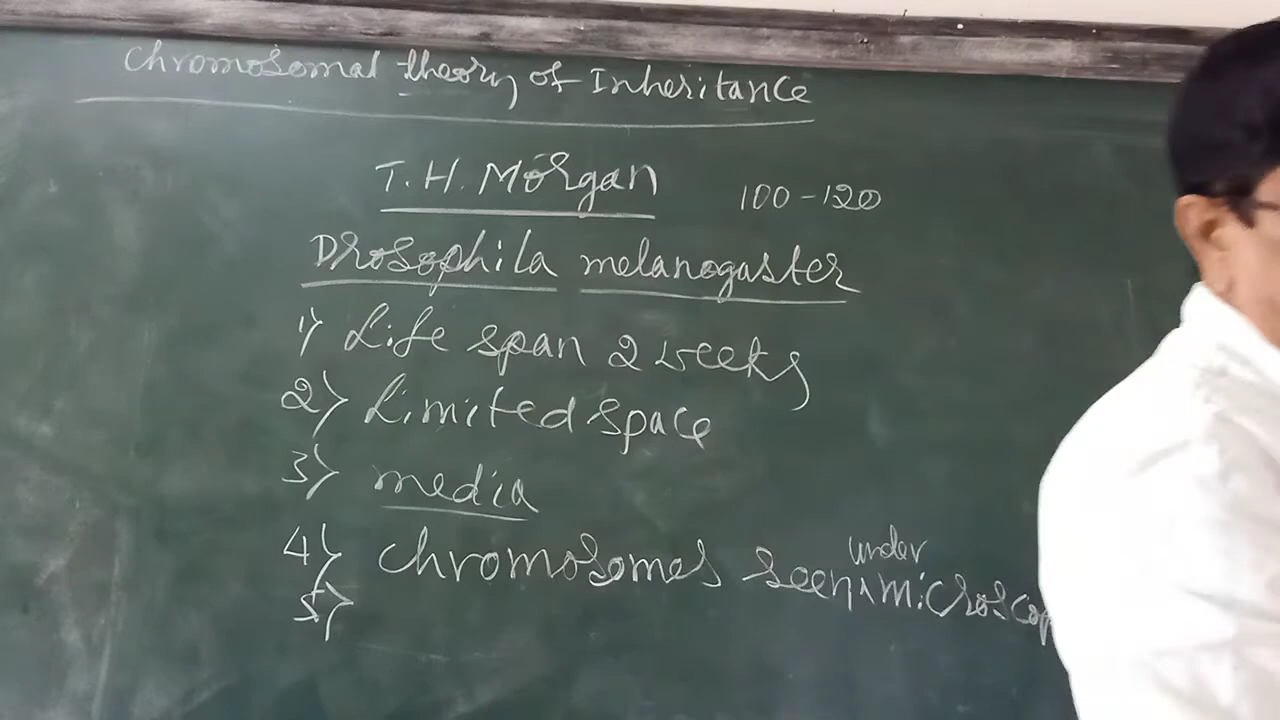 Chromosomal theory of Inheritance
T.H. Morgan 100-120
Drosophila melanogaster
1) Life span 2 weeks
2) Limited space
3) media
4) chromosomes seen under
5)